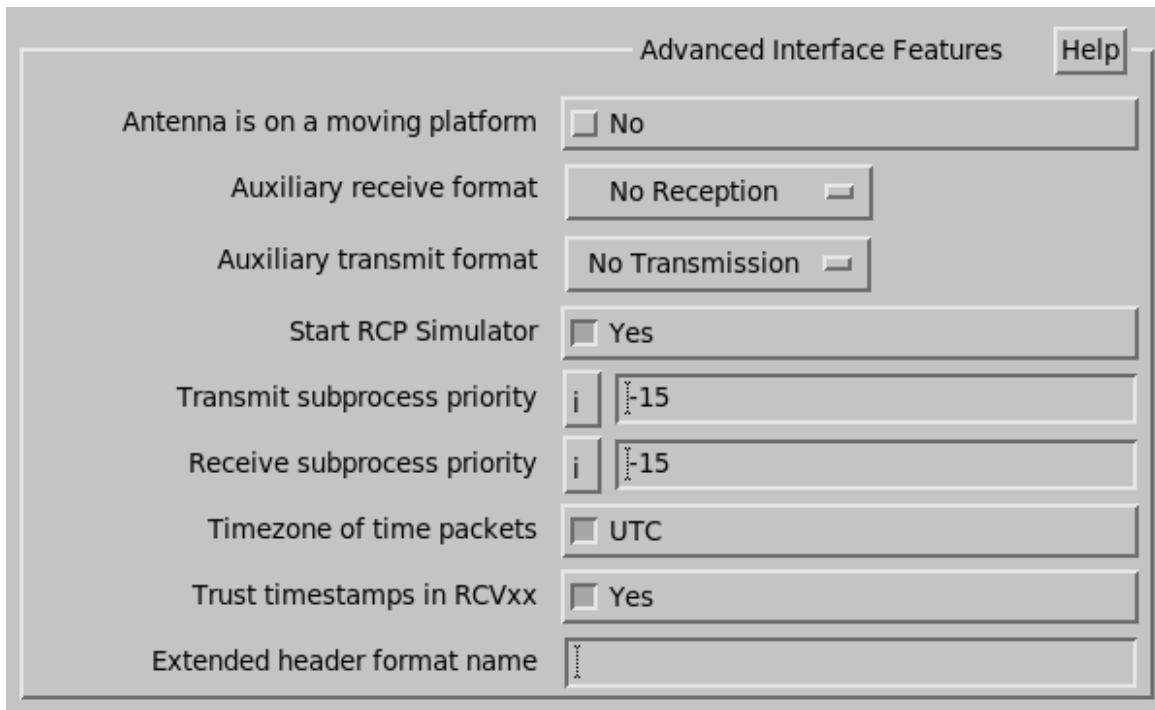 Advanced Interface Features Help
Antenna is on a moving platform No
Auxiliary receive format No Reception
Auxiliary transmit format No Transmission
Start RCP Simulator Yes
Transmit subprocess priority i -15
Receive subprocess priority i -15
Timezone of time packets UTC
Trust timestamps in RCVxx Yes
Extended header format name